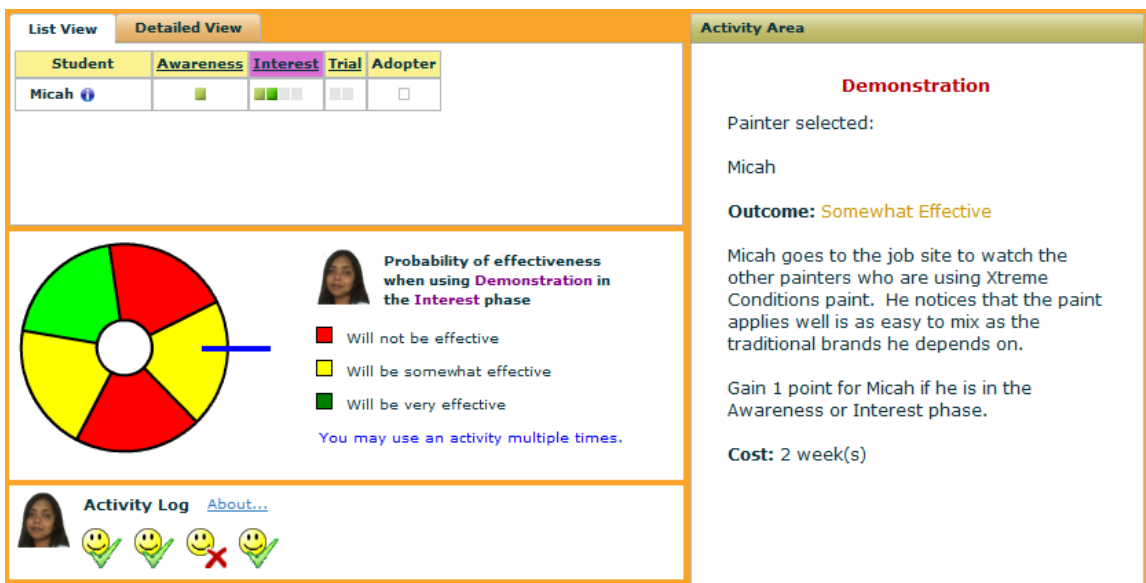 List View
Detailed View
Student Awareness Interest Trial Adopter
Micah
Probability of effectiveness
when using Demonstration in
the Interest phase
Will not be effective
Will be somewhat effective
Will be very effective
You may use an activity multiple times.
Activity Log About...
Activity Area
Demonstration
Painter selected:
Micah
Outcome: Somewhat Effective
Micah goes to the job site to watch the
other painters who are using Xtreme
Conditions paint. He notices that the paint
applies well is as easy to mix as the
traditional brands he depends on.
Gain 1 point for Micah if he is in the
Awareness or Interest phase.
Cost: 2 week(s)